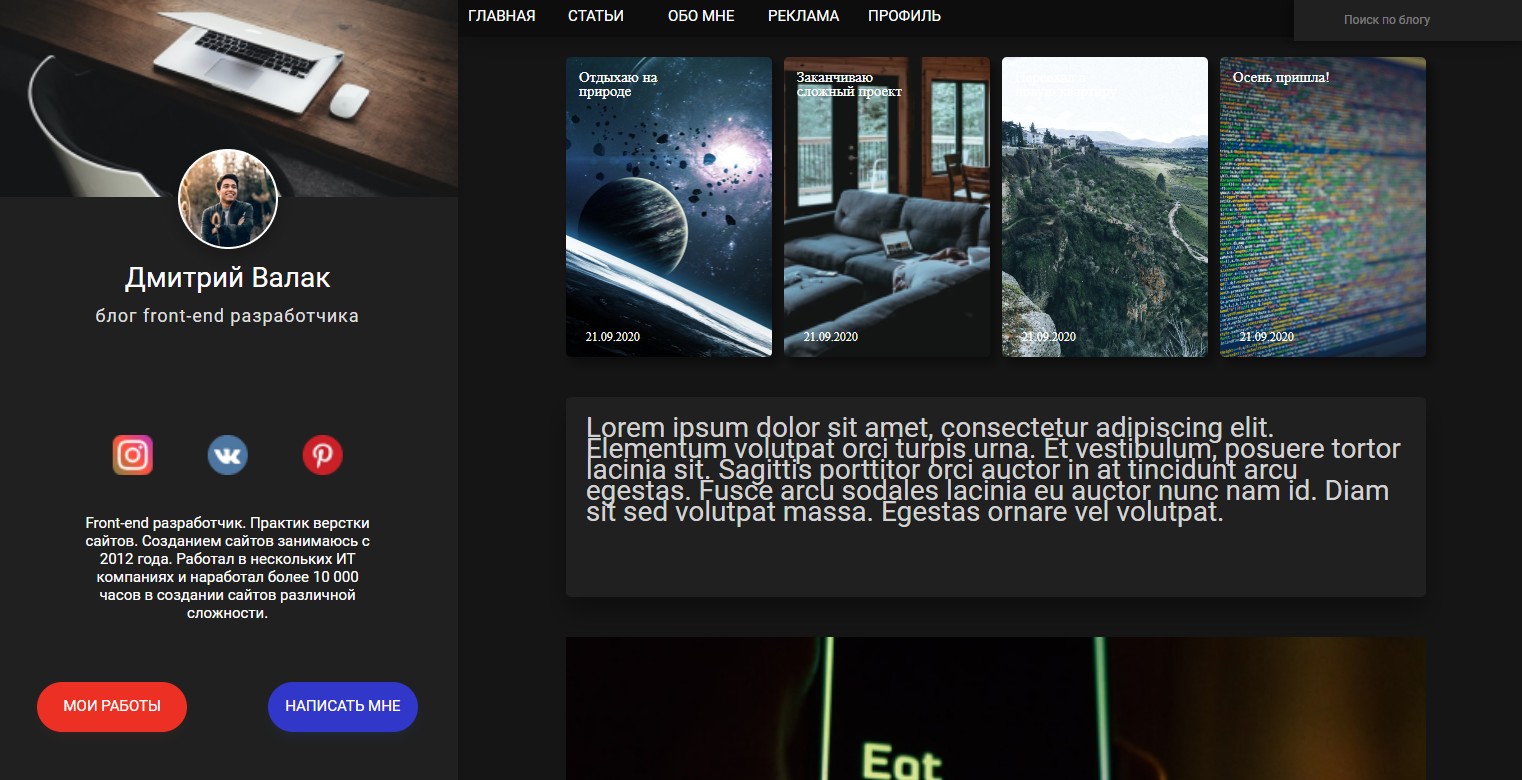 ГЛАВНАЯ СТАТЬИ ОБО МНЕ РЕКЛАМА ПРОФИЛЬ
Поиск по блогу
Дмитрий Валак
блог front-end разработчика
Front-end разработчик. Практик верстки
сайтов. Созданием сайтов занимаюсь с
2012 года. Работал в нескольких ИТ
компаниях и наработал более 10 000
часов в создании сайтов различной
сложности.
МОИ РАБОТЫ
НАПИСАТЬ МНЕ
Отдыхаю на
природе
21.09.2020
Заканчиваю
сложный проект
21.09.2020
21.09.2020
Осень пришла!
21.09.2020
Lorem ipsum dolor sit amet, consectetur adipiscing elit.
Elementum volutpat orci turpis urna. Et vestibulum, posuere tortor
lacinia sit. Sagittis porttitor orci auctor in at tincidunt arcu
egestas. Fusce arcu sodales lacinia eu auctor nunc nam id. Diam
sit sed volutpat massa. Egestas ornare vel volutpat.
Eat